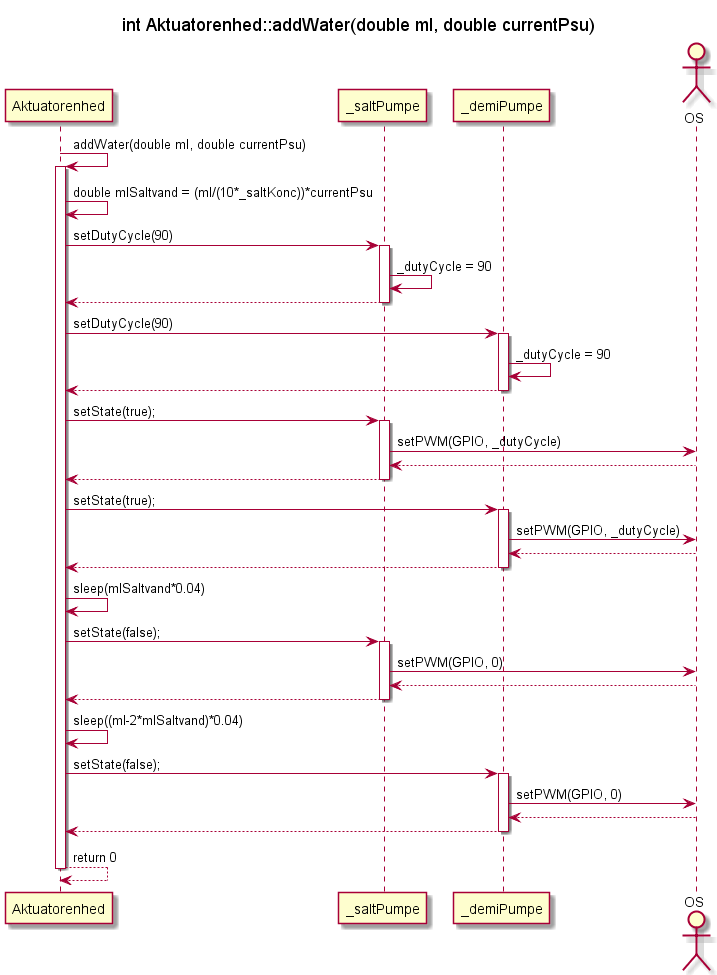 int Aktuatorenhed::addWater(double ml, double currentPsu)
OS
Aktuatorenhed
_saltPumpe
_demiPumpe
addWater(double ml, double currentPsu)
double mlSaltvand = (ml/(10*_saltKonc))*currentPsu
setDutyCycle(90)
_dutyCycle = 90
setDutyCycle(90)
_dutyCycle = 90
setState(true);
setPWM(GPIO, _dutyCycle)
setState(true);
setPWM(GPIO, _dutyCycle)
sleep(mlSaltvand*0.04)
setState(false);
setPWM(GPIO, 0)
sleep((ml-2*mlSaltvand)*0.04)
setState(false);
setPWM(GPIO, 0)
return 0
Aktuatorenhed
_saltPumpe
_demiPumpe
OS